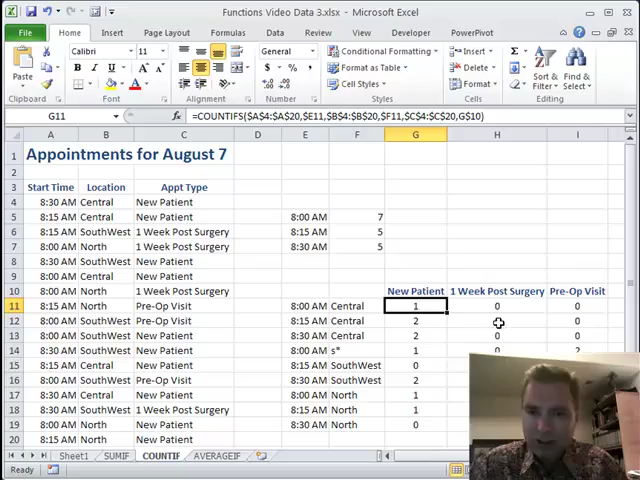 Functions Video Data 3.xlsx - Microsoft Excel
File Home Insert Page Layout Formulas Data Review View Developer PowerPivot
Calibri 11 General Conditional Formatting Insert
Paste B I U $ % , Format as Table Delete Sort & Filter Find & Select
Cell Styles Format
Clipboard Font Alignment Number Styles Cells Editing
G11 fx =COUNTIFS($A$4:$A$20,$E11,$B$4:$B$20,$F11,$C$4:$C$20,G$10)
A B C D E F G H I
1 Appointments for August 7
2
3 Start Time Location Appt Type
4 8:30 AM Central New Patient
5 8:15 AM Central New Patient 8:00 AM 7
6 8:15 AM SouthWest 1 Week Post Surgery 8:15 AM 5
7 8:00 AM North 1 Week Post Surgery 8:30 AM 5
8 8:30 AM SouthWest New Patient
9 8:00 AM Central New Patient
10 8:00 AM North 1 Week Post Surgery New Patient 1 Week Post Surgery Pre-Op Visit
11 8:15 AM North Pre-Op Visit 8:00 AM Central 1 0 0
12 8:00 AM SouthWest Pre-Op Visit 8:15 AM Central 2 0 0
13 8:30 AM Central New Patient 8:30 AM Central 2 0 0
14 8:00 AM SouthWest New Patient 8:00 AM s* 1 0 2
15 8:15 AM Central New Patient 8:15 AM SouthWest 0
16 8:30 AM SouthWest Pre-Op Visit 8:30 AM SouthWest 2
17 8:30 AM Central New Patient 8:00 AM North 1
18 8:00 AM SouthWest 1 Week Post Surgery 8:15 AM North 1
19 8:00 AM North New Patient 8:30 AM North 0
20 8:15 AM North New Patient
Sheet1 SUMIF COUNTIF AVERAGEIF
Ready